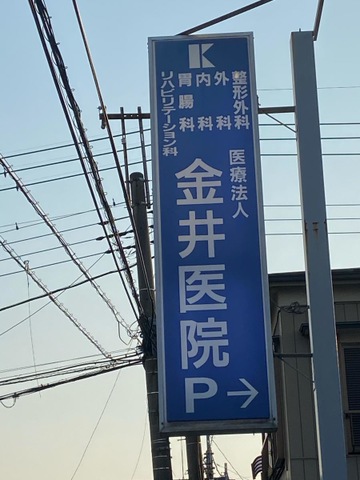 K
整形外科
外科
内科
胃腸科
リハビリテーション科
医療法人
金井医院
P→